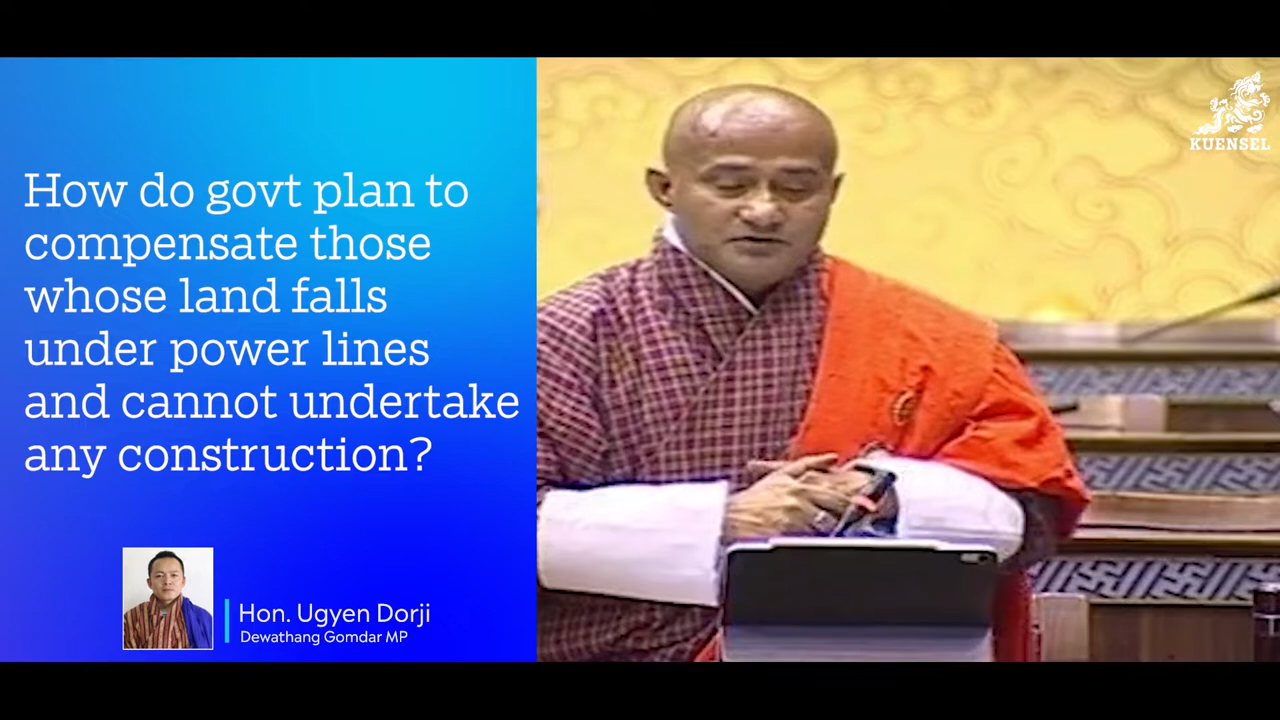 How do govt plan to
compensate those
whose land falls
under power lines
and cannot undertake
any construction?
Hon. Ugyen Dorji
Dewathang Gomdar MP
KUENSEL